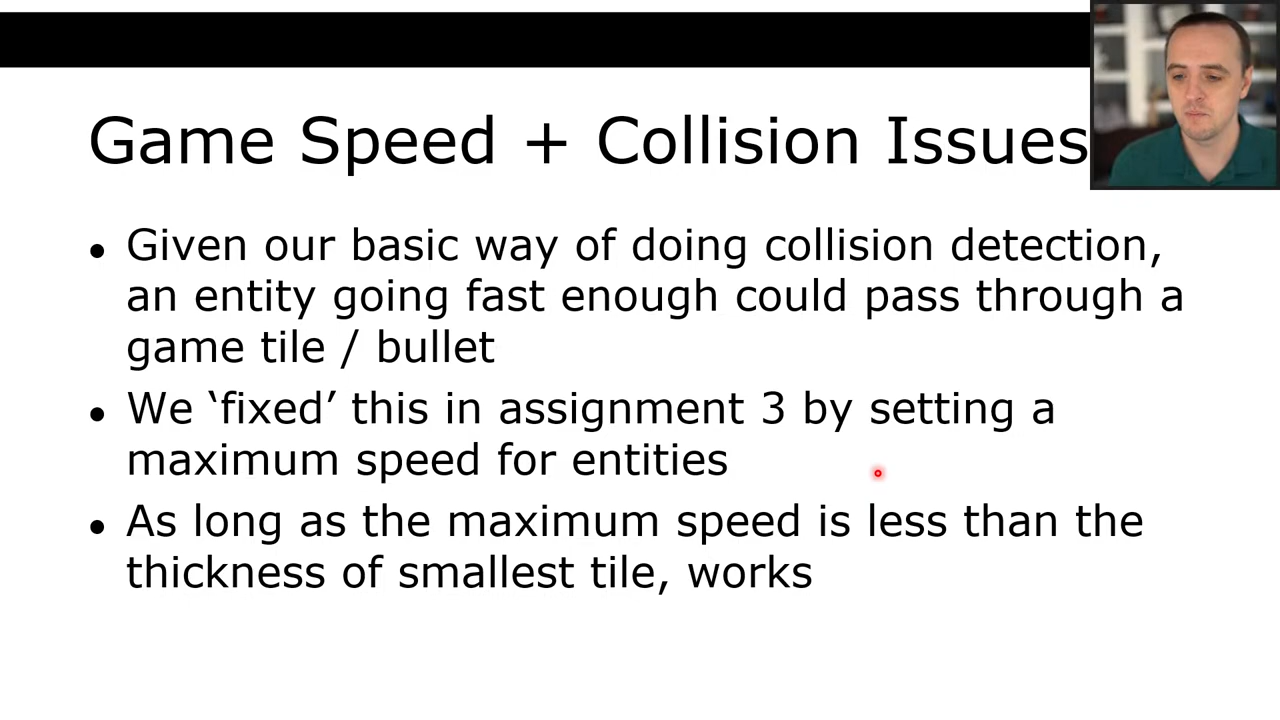 Game Speed + Collision Issues
• Given our basic way of doing collision detection,
an entity going fast enough could pass through a
game tile / bullet
• We ‘fixed’ this in assignment 3 by setting a
maximum speed for entities
• As long as the maximum speed is less than the
thickness of smallest tile, works